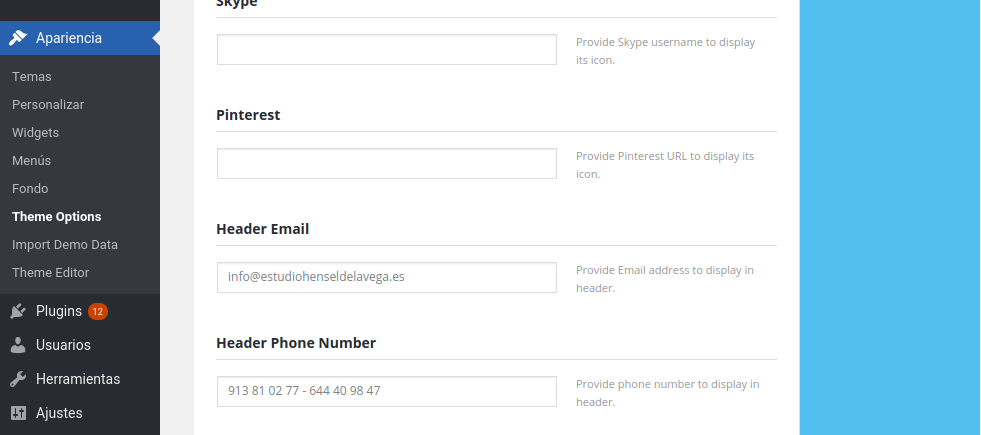 Skype
Apariencia
Provide Skype username to display
its icon.
Temas
Personalizar
Pinterest
Widgets
Menús
Provide Pinterest URL to display its
icon.
Fondo
Theme Options
Header Email
Import Demo Data
Theme Editor
info@estudiohenseldelavega.es
Provide Email address to display in
header.
Plugins 12
Usuarios
Header Phone Number
Herramientas
913 81 02 77 - 644 40 98 47
Provide phone number to display in
header.
Ajustes